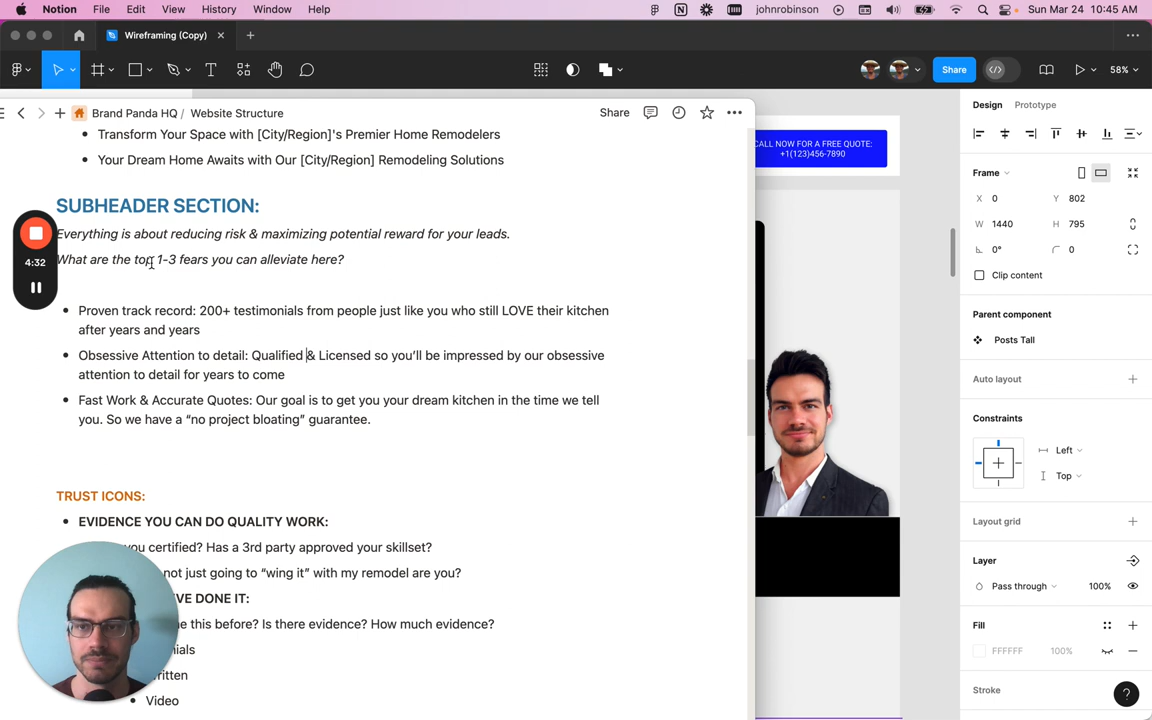 Notion File Edit View History Window Help johnrobinson Sun Mar 24 10:45 AM
Wireframing (Copy)
Share 58%
Brand Panda HQ / Website Structure Share
Transform Your Space with [City/Region]'s Premier Home Remodelers
Your Dream Home Awaits with Our [City/Region] Remodeling Solutions
SUBHEADER SECTION:
Everything is about reducing risk & maximizing potential reward for your leads.
What are the top 1-3 fears you can alleviate here?
4:32
Proven track record: 200+ testimonials from people just like you who still LOVE their kitchen
after years and years
Obsessive Attention to detail: Qualified & Licensed so you'll be impressed by our obsessive
attention to detail for years to come
Fast Work & Accurate Quotes: Our goal is to get you your dream kitchen in the time we tell
you. So we have a “no project bloating” guarantee.
TRUST ICONS:
EVIDENCE YOU CAN DO QUALITY WORK:
you certified? Has a 3rd party approved your skillset?
not just going to “wing it” with my remodel are you?
DONE IT:
this before? Is there evidence? How much evidence?
Video
CALL NOW FOR A FREE QUOTE:
+1(123)456-7890
Design Prototype
Frame
X 0 Y 802
W 1440 H 795
0° 0
Clip content
Parent component
Posts Tall
Auto layout
Constraints
Left
Top
Layout grid
Layer
Pass through 100%
Fill
FFFFFF 100%
Stroke
?